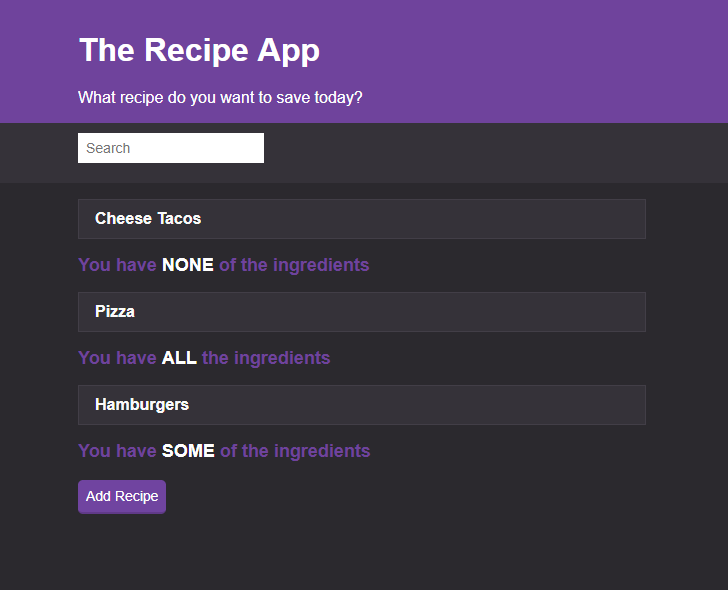 The Recipe App
What recipe do you want to save today?
Search
Cheese Tacos
You have NONE of the ingredients
Pizza
You have ALL the ingredients
Hamburgers
You have SOME of the ingredients
Add Recipe